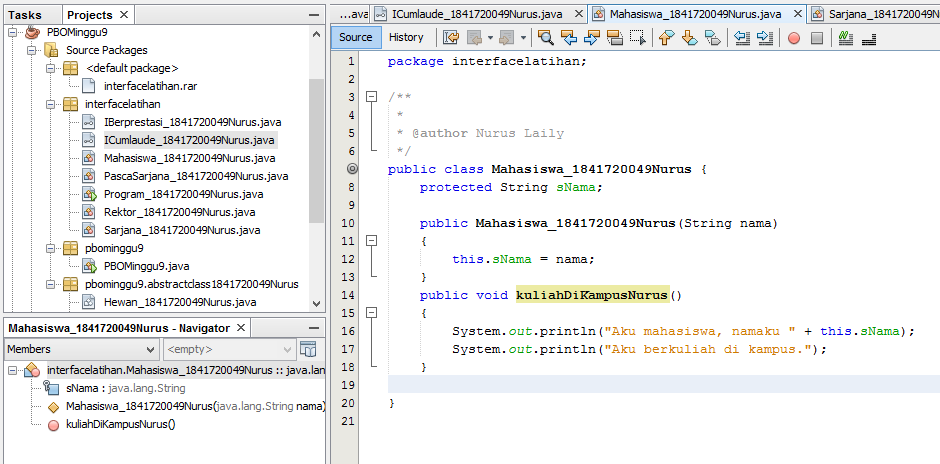 Tasks Projects
PBOMinggu9
Source Packages
<default package>
interfacelatihan.rar
interfacelatihan
IBerprestasi_1841720049Nurus.java
ICumlaude_1841720049Nurus.java
Mahasiswa_1841720049Nurus.java
PascaSarjana_1841720049Nurus.java
Program_1841720049Nurus.java
Rektor_1841720049Nurus.java
Sarjana_1841720049Nurus.java
pbominggu9
PBOMinggu9.java
pbominggu9.abstractclass1841720049Nurus
Hewan_1841720049Nurus.java
Mahasiswa_1841720049Nurus - Navigator
Members <empty>
interfacelatihan.Mahasiswa_1841720049Nurus :: java.lan
sNama : java.lang.String
Mahasiswa_1841720049Nurus(java.lang.String nama)
kuliahDiKampusNurus()
...ava ICumlaude_1841720049Nurus.java Mahasiswa_1841720049Nurus.java Sarjana_1841720049N
Source History
1 package interfacelatihan;
2
3 /**
4 *
5 * @author Nurus Laily
6 */
public class Mahasiswa_1841720049Nurus {
8 protected String sNama;
9
10 public Mahasiswa_1841720049Nurus(String nama)
11 {
12 this.sNama = nama;
13 }
14 public void kuliahDiKampusNurus()
15 {
16 System.out.println("Aku mahasiswa, namaku " + this.sNama);
17 System.out.println("Aku berkuliah di kampus.");
18 }
19
20 }
21